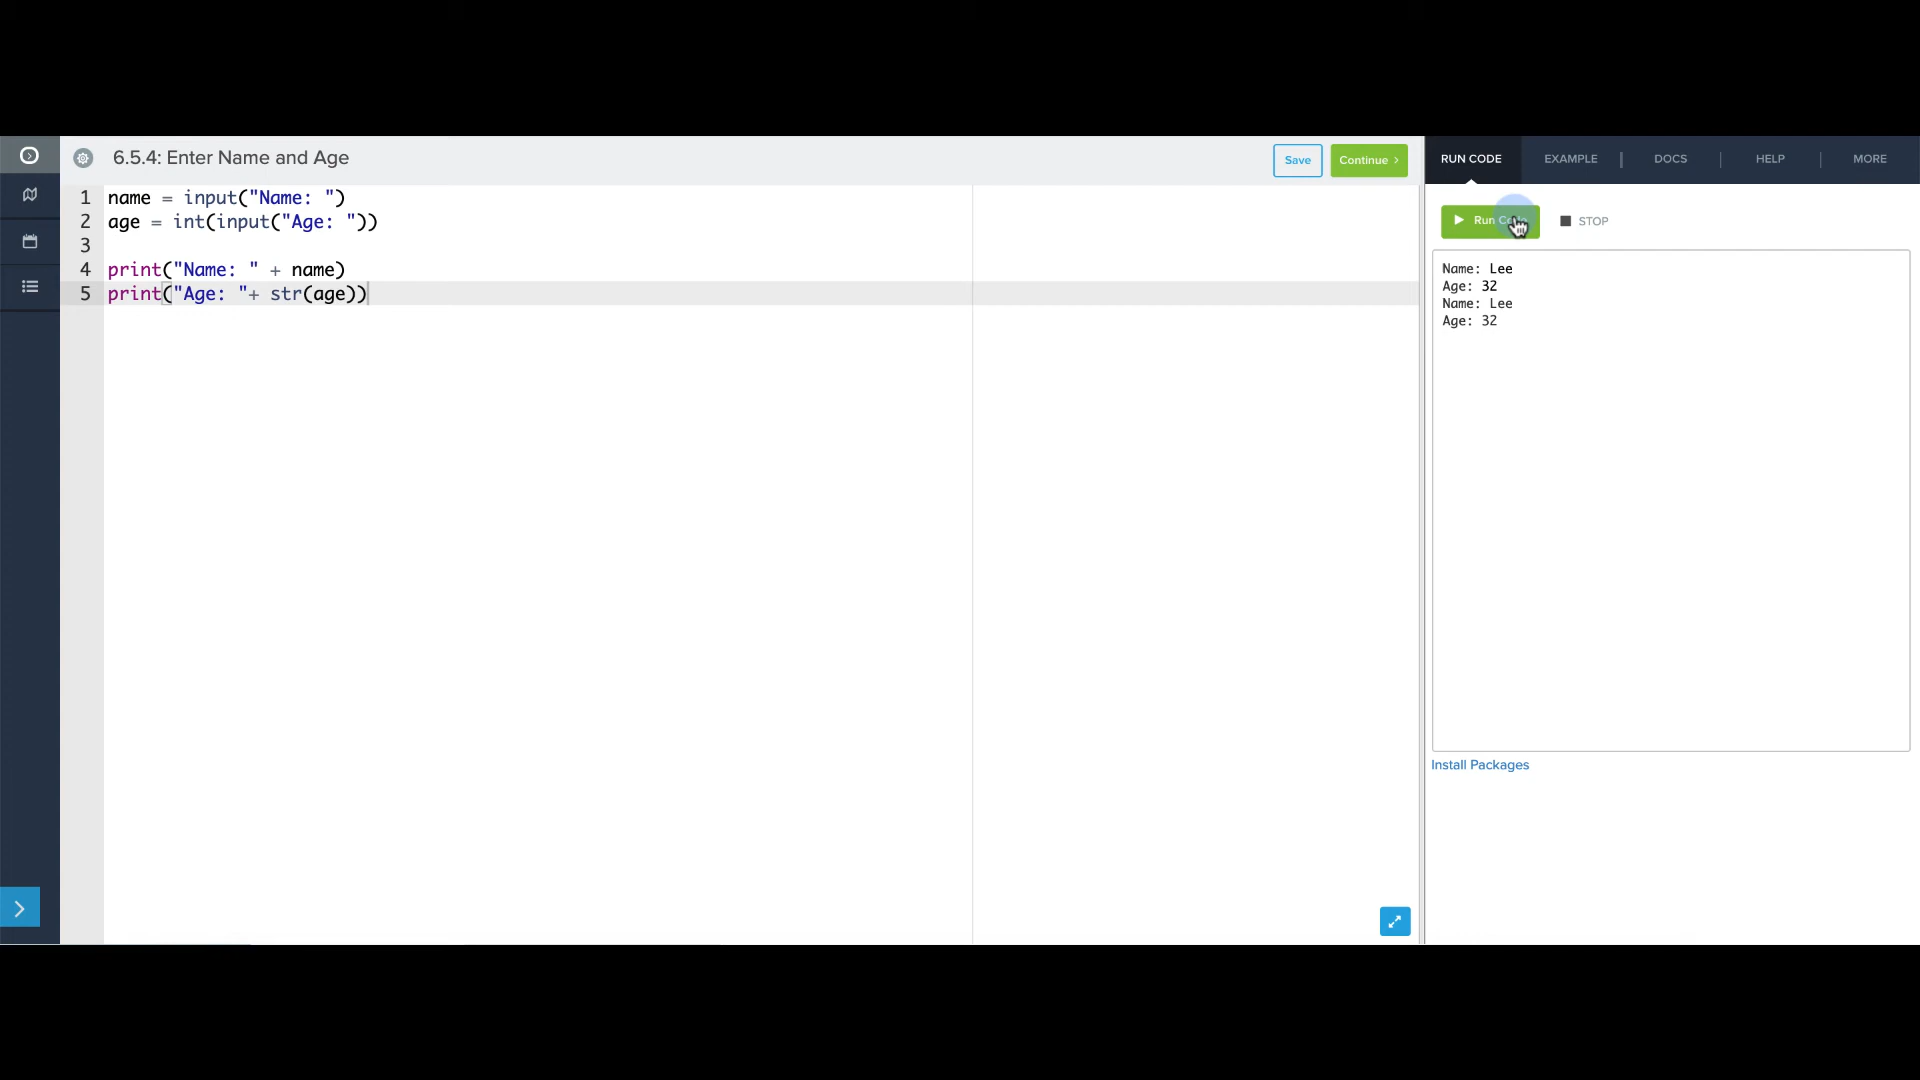 6.5.4: Enter Name and Age
Save
Continue >
RUN CODE
EXAMPLE
DOCS
HELP
MORE
1 name = input("Name: ")
2 age = int(input("Age: "))
3
4 print("Name: " + name)
5 print("Age: "+ str(age))
Run Code
STOP
Name: Lee
Age: 32
Name: Lee
Age: 32
Install Packages